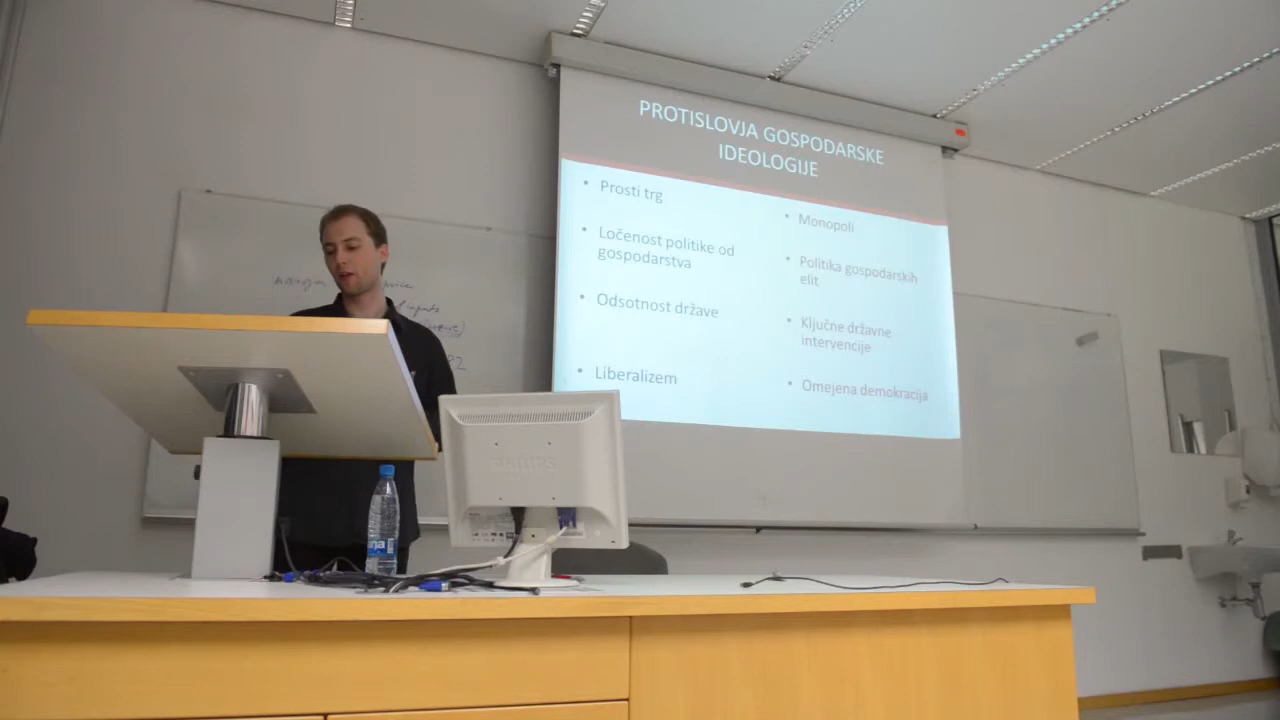 PROTISLOVJA GOSPODARSKE
IDEOLOGIJE
• Prosti trg
• Ločenost politike od
gospodarstva
• Odsotnost države
• Liberalizem
• Monopoli
• Politika gospodarskih
elit
• Ključne državne
intervencije
• Omejena demokracija
PHILIPS